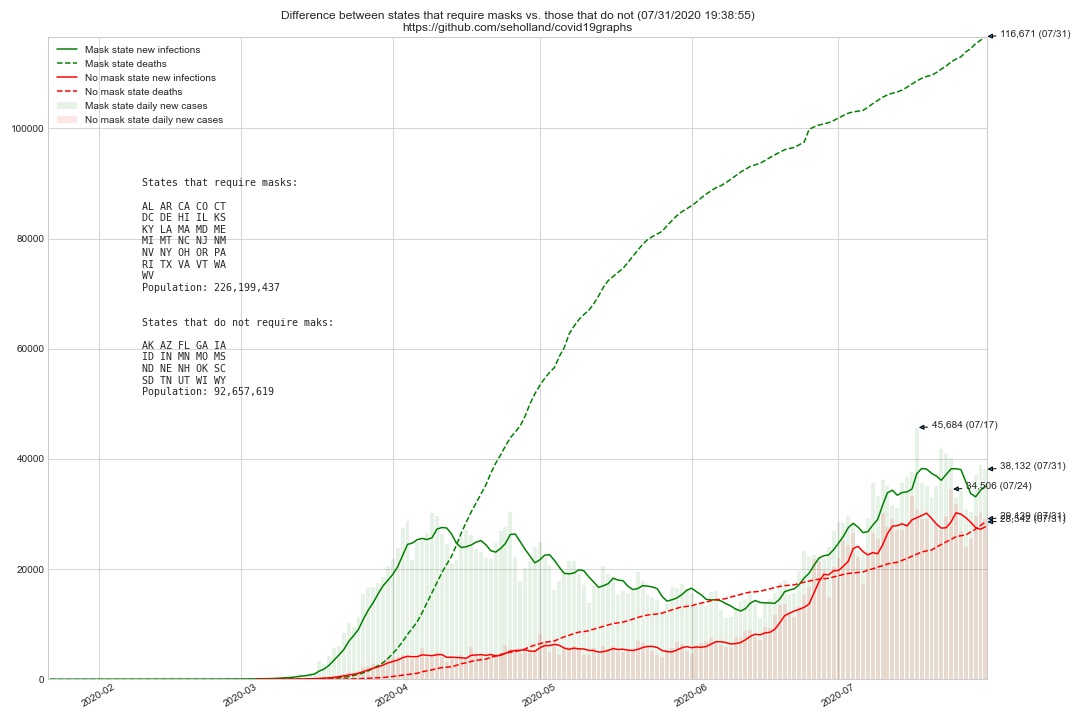 Difference between states that require masks vs. those that do not (07/31/2020 19:38:55)
https://github.com/seholland/covid19graphs
116,671 (07/31)
Mask state new infections
Mask state deaths
No mask state new infections
No mask state deaths
Mask state daily new cases
No mask state daily new cases
100000
80000
60000
40000
20000
0
States that require masks:
AL AR CA CO CT
DC DE HI IL KS
KY LA MA MD ME
MI MT NC NJ NM
NV NY OH OR PA
RI TX VA VT WA
WV
Population: 226,199,437
States that do not require maks:
AK AZ FL GA IA
ID IN MN MO MS
ND NE NH OK SC
SD TN UT WI WY
Population: 92,657,619
45,684 (07/17)
38,132 (07/31)
34,506 (07/24)
(07/31)
(07/31)
2020-02
2020-03
2020-04
2020-05
2020-06
2020-07